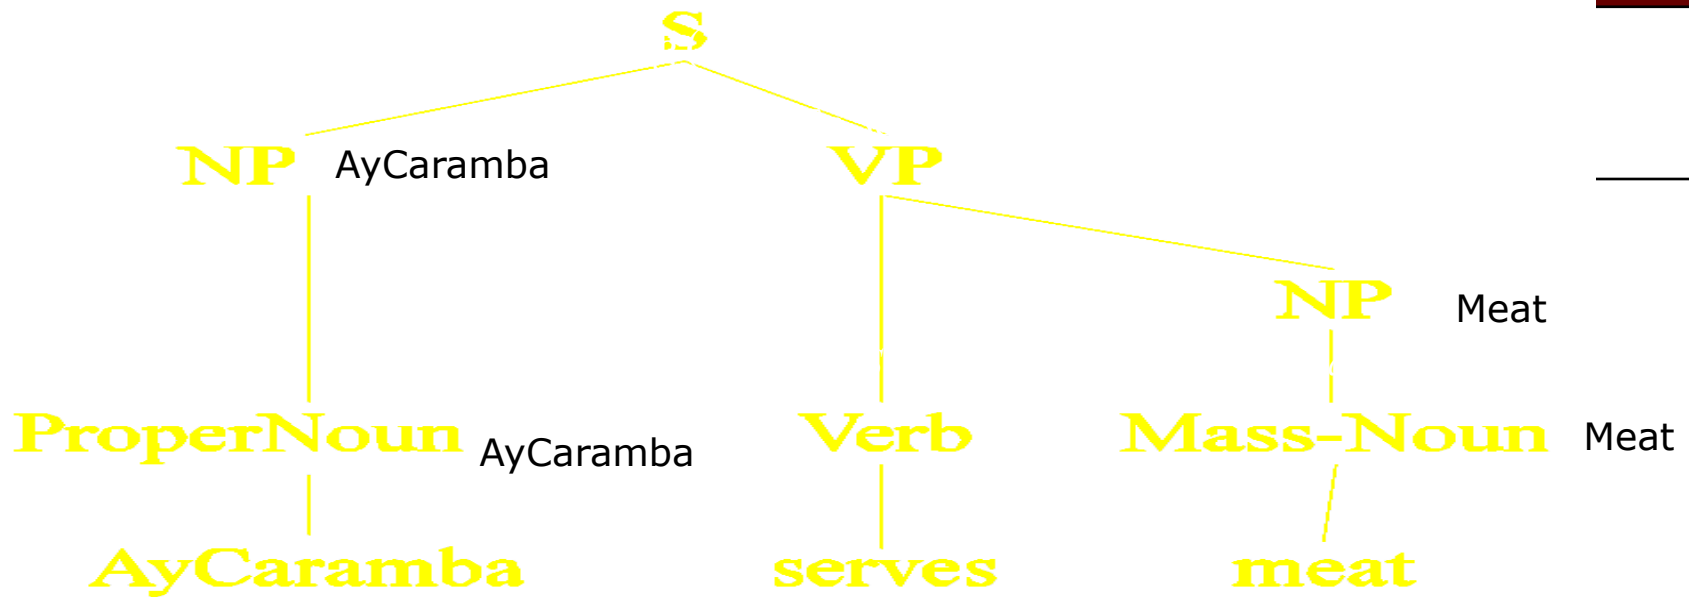 S
NP AyCaramba VP
NP Meat
ProperNoun AyCaramba Verb Mass-Noun Meat
AyCaramba serves meat